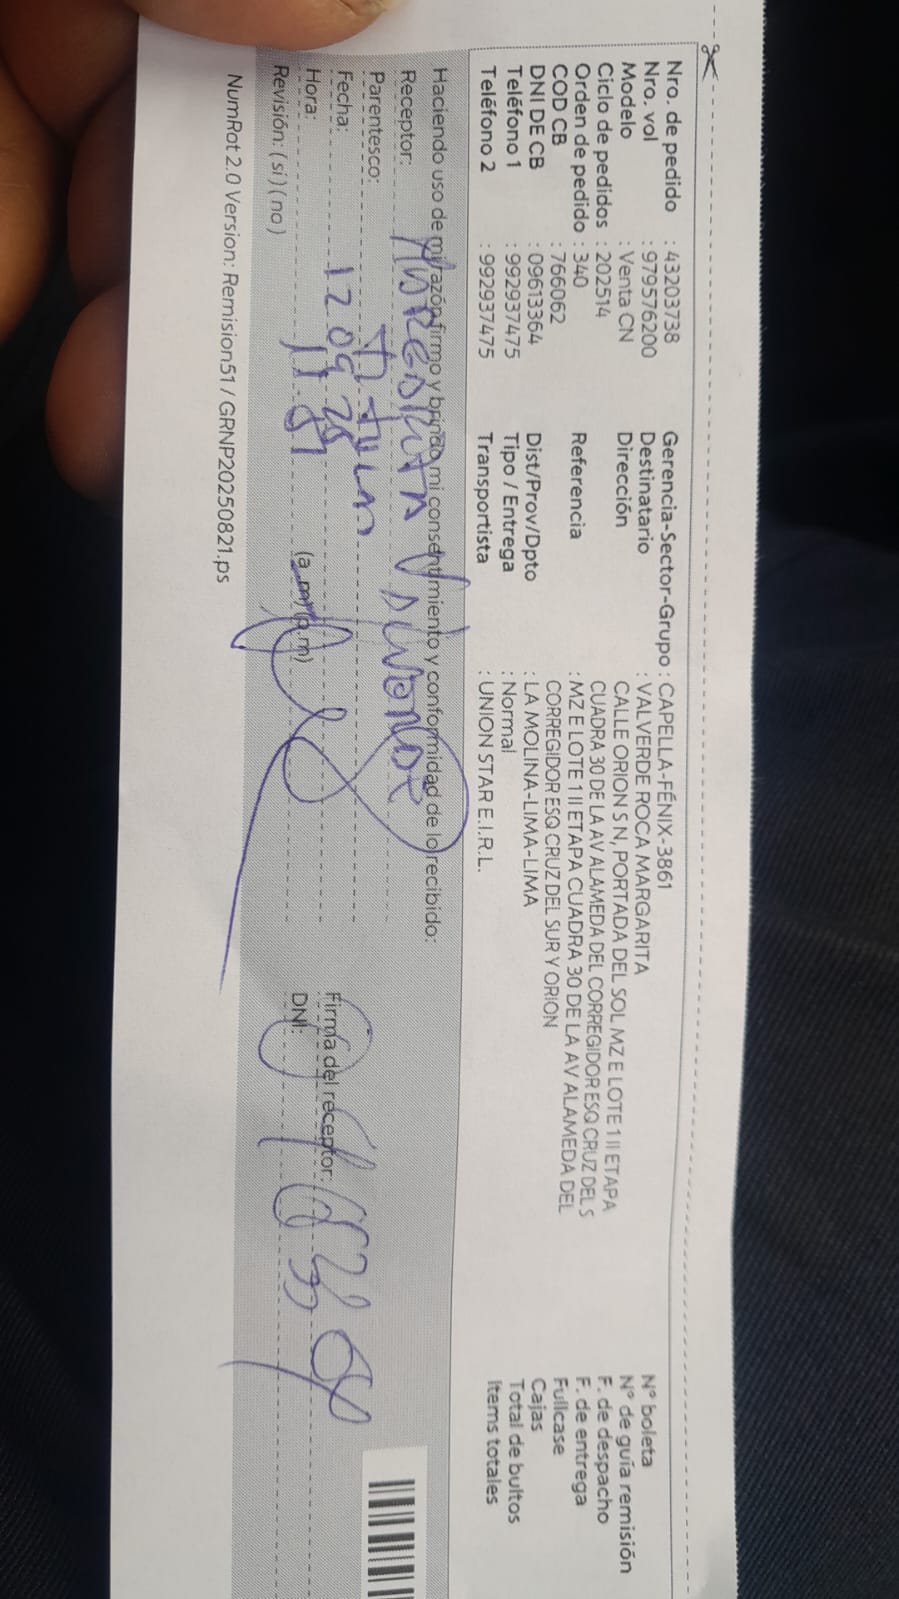 Nro. de pedido : 43203738
Nro. vol : 979576200
Modelo : Venta CN
Ciclo de pedidos : 202514
Orden de pedido : 340
COD CB : 766062
DNI DE CB : 09613364
Teléfono 1 : 992937475
Teléfono 2 : 992937475
Gerencia-Sector-Grupo : CAPELLA-FÉNIX-3861
Destinatario : VALVERDE ROCA MARGARITA
Dirección CALLE ORION S N, PORTADA DEL SOL MZ E LOTE 1 II ETAPA
CUADRA 30 DE LA AV ALAMEDA DEL CORREGIDOR ESQ CRUZ DEL S
Referencia : MZ E LOTE 1 II ETAPA CUADRA 30 DE LA AV ALAMEDA DEL
CORREGIDOR ESQ CRUZ DEL SUR Y ORION
Dist/Prov/Dpto : LA MOLINA-LIMA-LIMA
Tipo / Entrega : Normal
Transportista : UNION STAR E.I.R.L.
N° boleta
N° de guía remisión
F. de despacho
F. de entrega
Fullcase
Cajas
Total de bultos
Items totales
Haciendo uso de mi razón firmo y brindo mi consentimiento y conformidad de lo recibido:
Receptor:
Parentesco:
Fecha: 12 09 25
Hora: (a.m) (p.m)
Revisión: ( si ) ( no )
Firma del receptor:
DNI:
NumRot 2.0 Version: Remision51 / GRNP20250821.ps